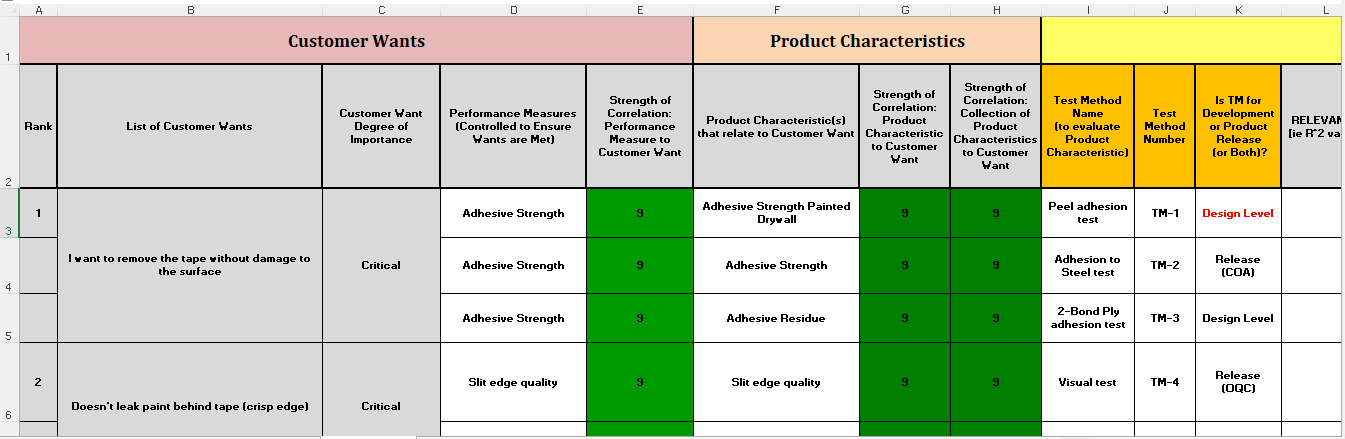 A B C D E F G H I J K L
1 Customer Wants Product Characteristics
2 Rank List of Customer Wants Customer Want
Degree of
Importance Performance Measures
(Controlled to Ensure
Wants are Met) Strength of
Correlation:
Performance
Measure to
Customer Want Product Characteristic(s)
that relate to Customer Want Strength of
Correlation:
Product
Characteristic
to Customer
Want Strength of
Correlation:
Collection of
Product
Characteristics
to Customer
Want Test Method
Name
(to evaluate
Product
Characteristic) Test
Method
Number Is TM for
Development
or Product
Release
(or Both)? RELEVAN
(ie R^2 val
3 1 I want to remove the tape without damage to
the surface Critical Adhesive Strength 9 Adhesive Strength Painted
Drywall 9 9 Peel adhesion
test TM-1 Design Level
4 Adhesive Strength 9 Adhesive Strength 9 9 Adhesion to
Steel test TM-2 Release
(COA)
5 Adhesive Strength 9 Adhesive Residue 9 9 2-Bond Ply
adhesion test TM-3 Design Level
6 2 Doesn't leak paint behind tape (crisp edge) Critical Slit edge quality 9 Slit edge quality 9 9 Visual test TM-4 Release
(OQC)